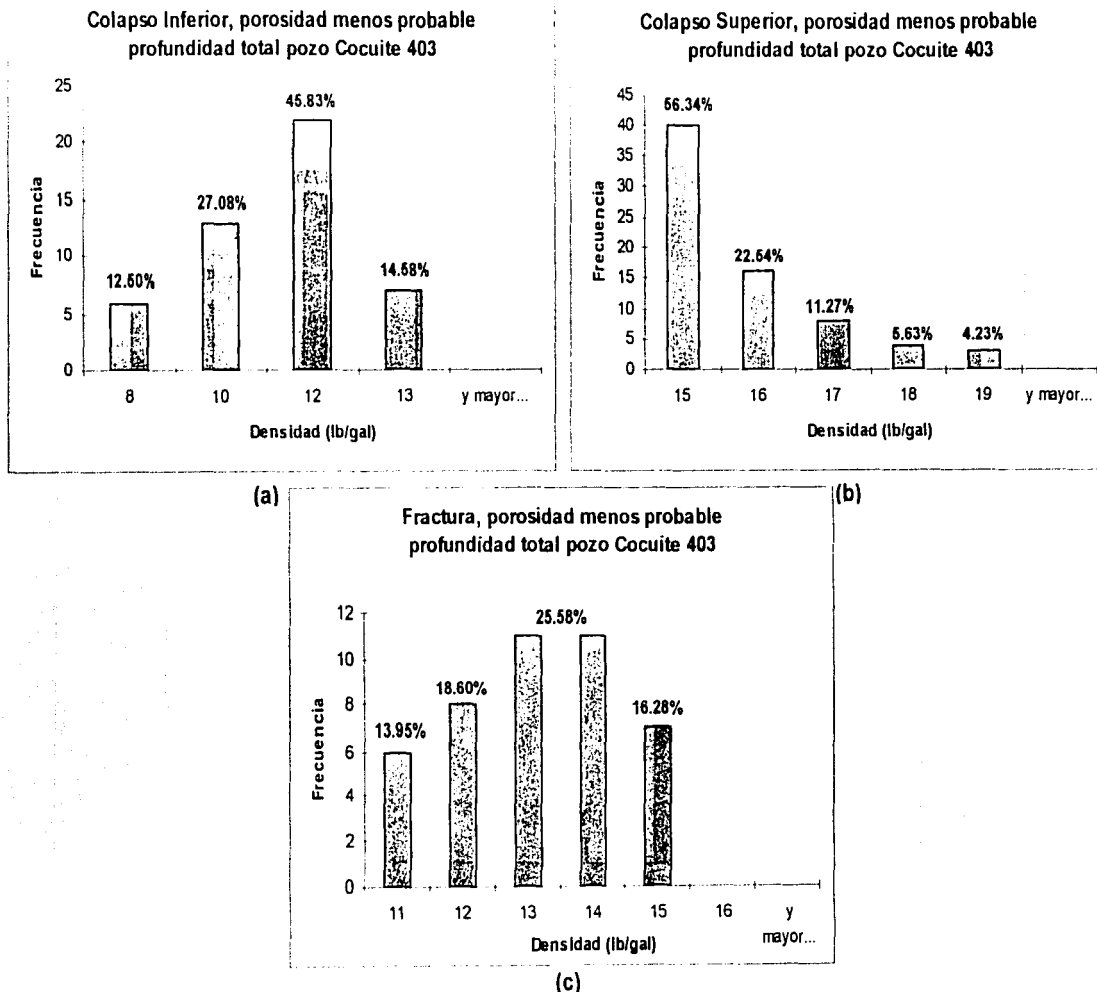 Colapso Inferior, porosidad menos probable
profundidad total pozo Cocuite 403
25
20
15
10
5
0
Frecuencia
12.50%
27.08%
45.83%
14.58%
8 10 12 13 y mayor...
Densidad (lb/gal)
(a)
Colapso Superior, porosidad menos probable
profundidad total pozo Cocuite 403
45
40
35
30
25
20
15
10
5
0
Frecuencia
56.34%
22.54%
11.27%
5.63%
4.23%
15 16 17 18 19 y mayor...
Densidad (lb/gal)
(b)
Fractura, porosidad menos probable
profundidad total pozo Cocuite 403
12
10
8
6
4
2
0
Frecuencia
13.95%
18.60%
25.58%
16.28%
11 12 13 14 15 16 y
mayor...
Densidad (lb/gal)
(c)